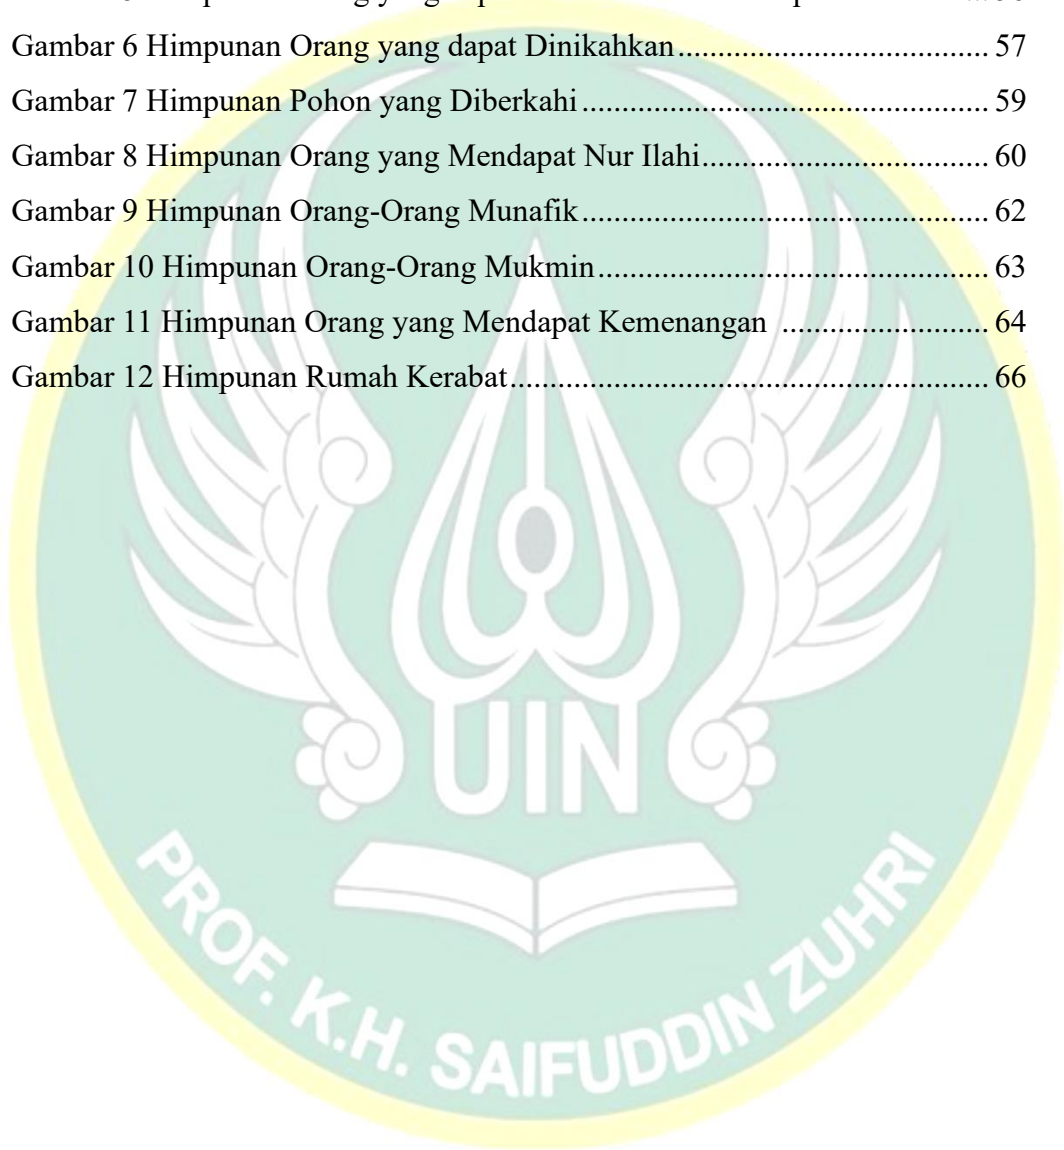 Gambar 6 Himpunan Orang yang dapat Dinikahkan....................................... 57
Gambar 7 Himpunan Pohon yang Diberkahi................................................... 59
Gambar 8 Himpunan Orang yang Mendapat Nur Ilahi.................................... 60
Gambar 9 Himpunan Orang-Orang Munafik................................................... 62
Gambar 10 Himpunan Orang-Orang Mukmin................................................. 63
Gambar 11 Himpunan Orang yang Mendapat Kemenangan .......................... 64
Gambar 12 Himpunan Rumah Kerabat............................................................ 66
UIN
PROF. K.H. SAIFUDDIN ZUHRI